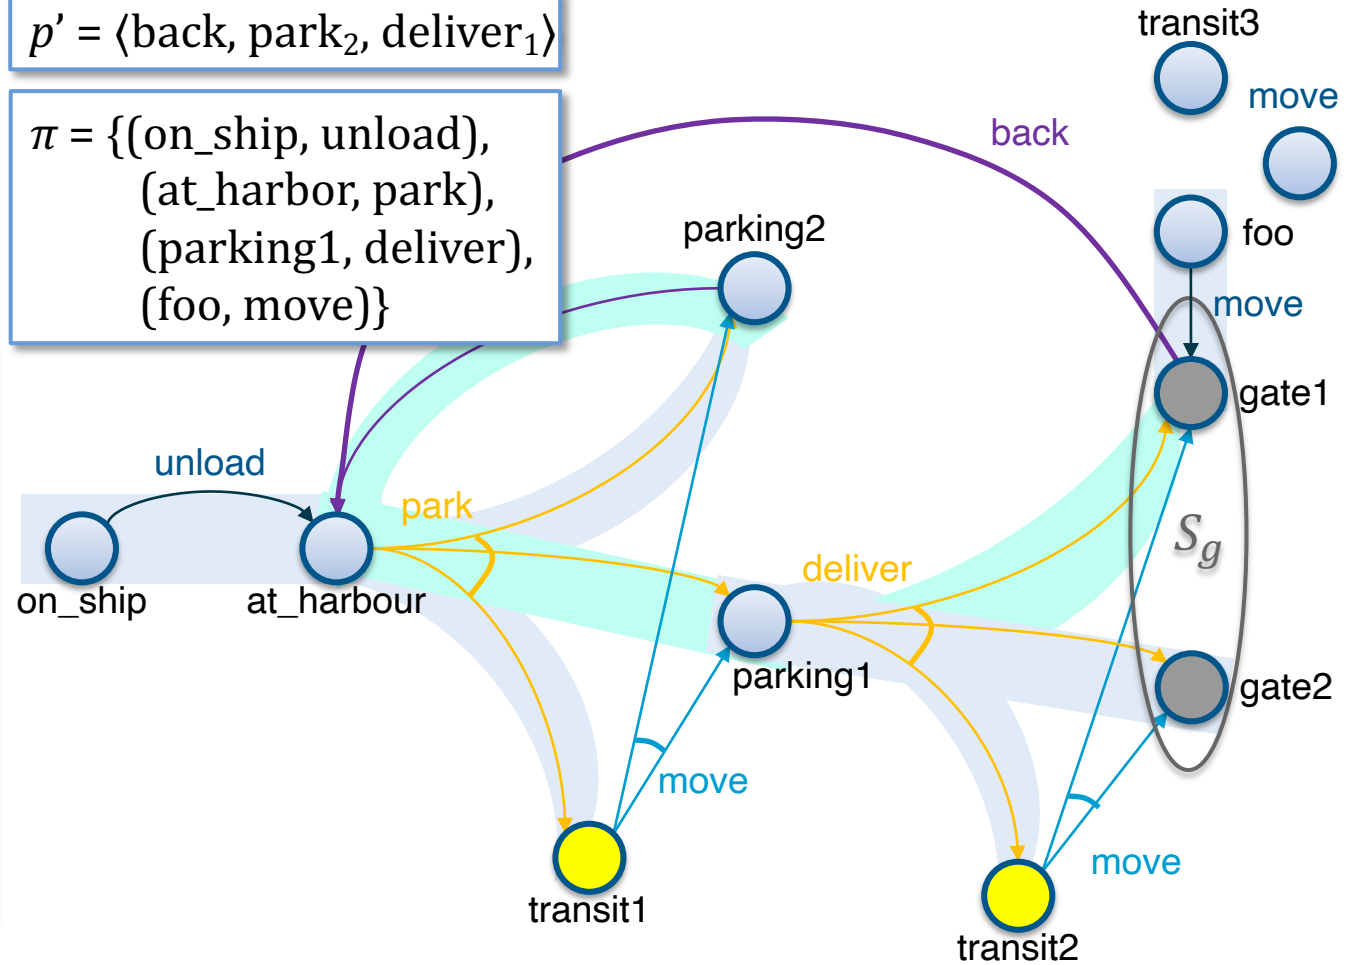 p’ = ⟨back, park₂, deliver₁⟩
π = {(on_ship, unload),
(at_harbor, park),
(parking1, deliver),
(foo, move)}
transit3
move
back
foo
parking2
move
gate1
unload
park
S_g
deliver
on_ship
at_harbour
parking1
gate2
move
move
transit1
transit2